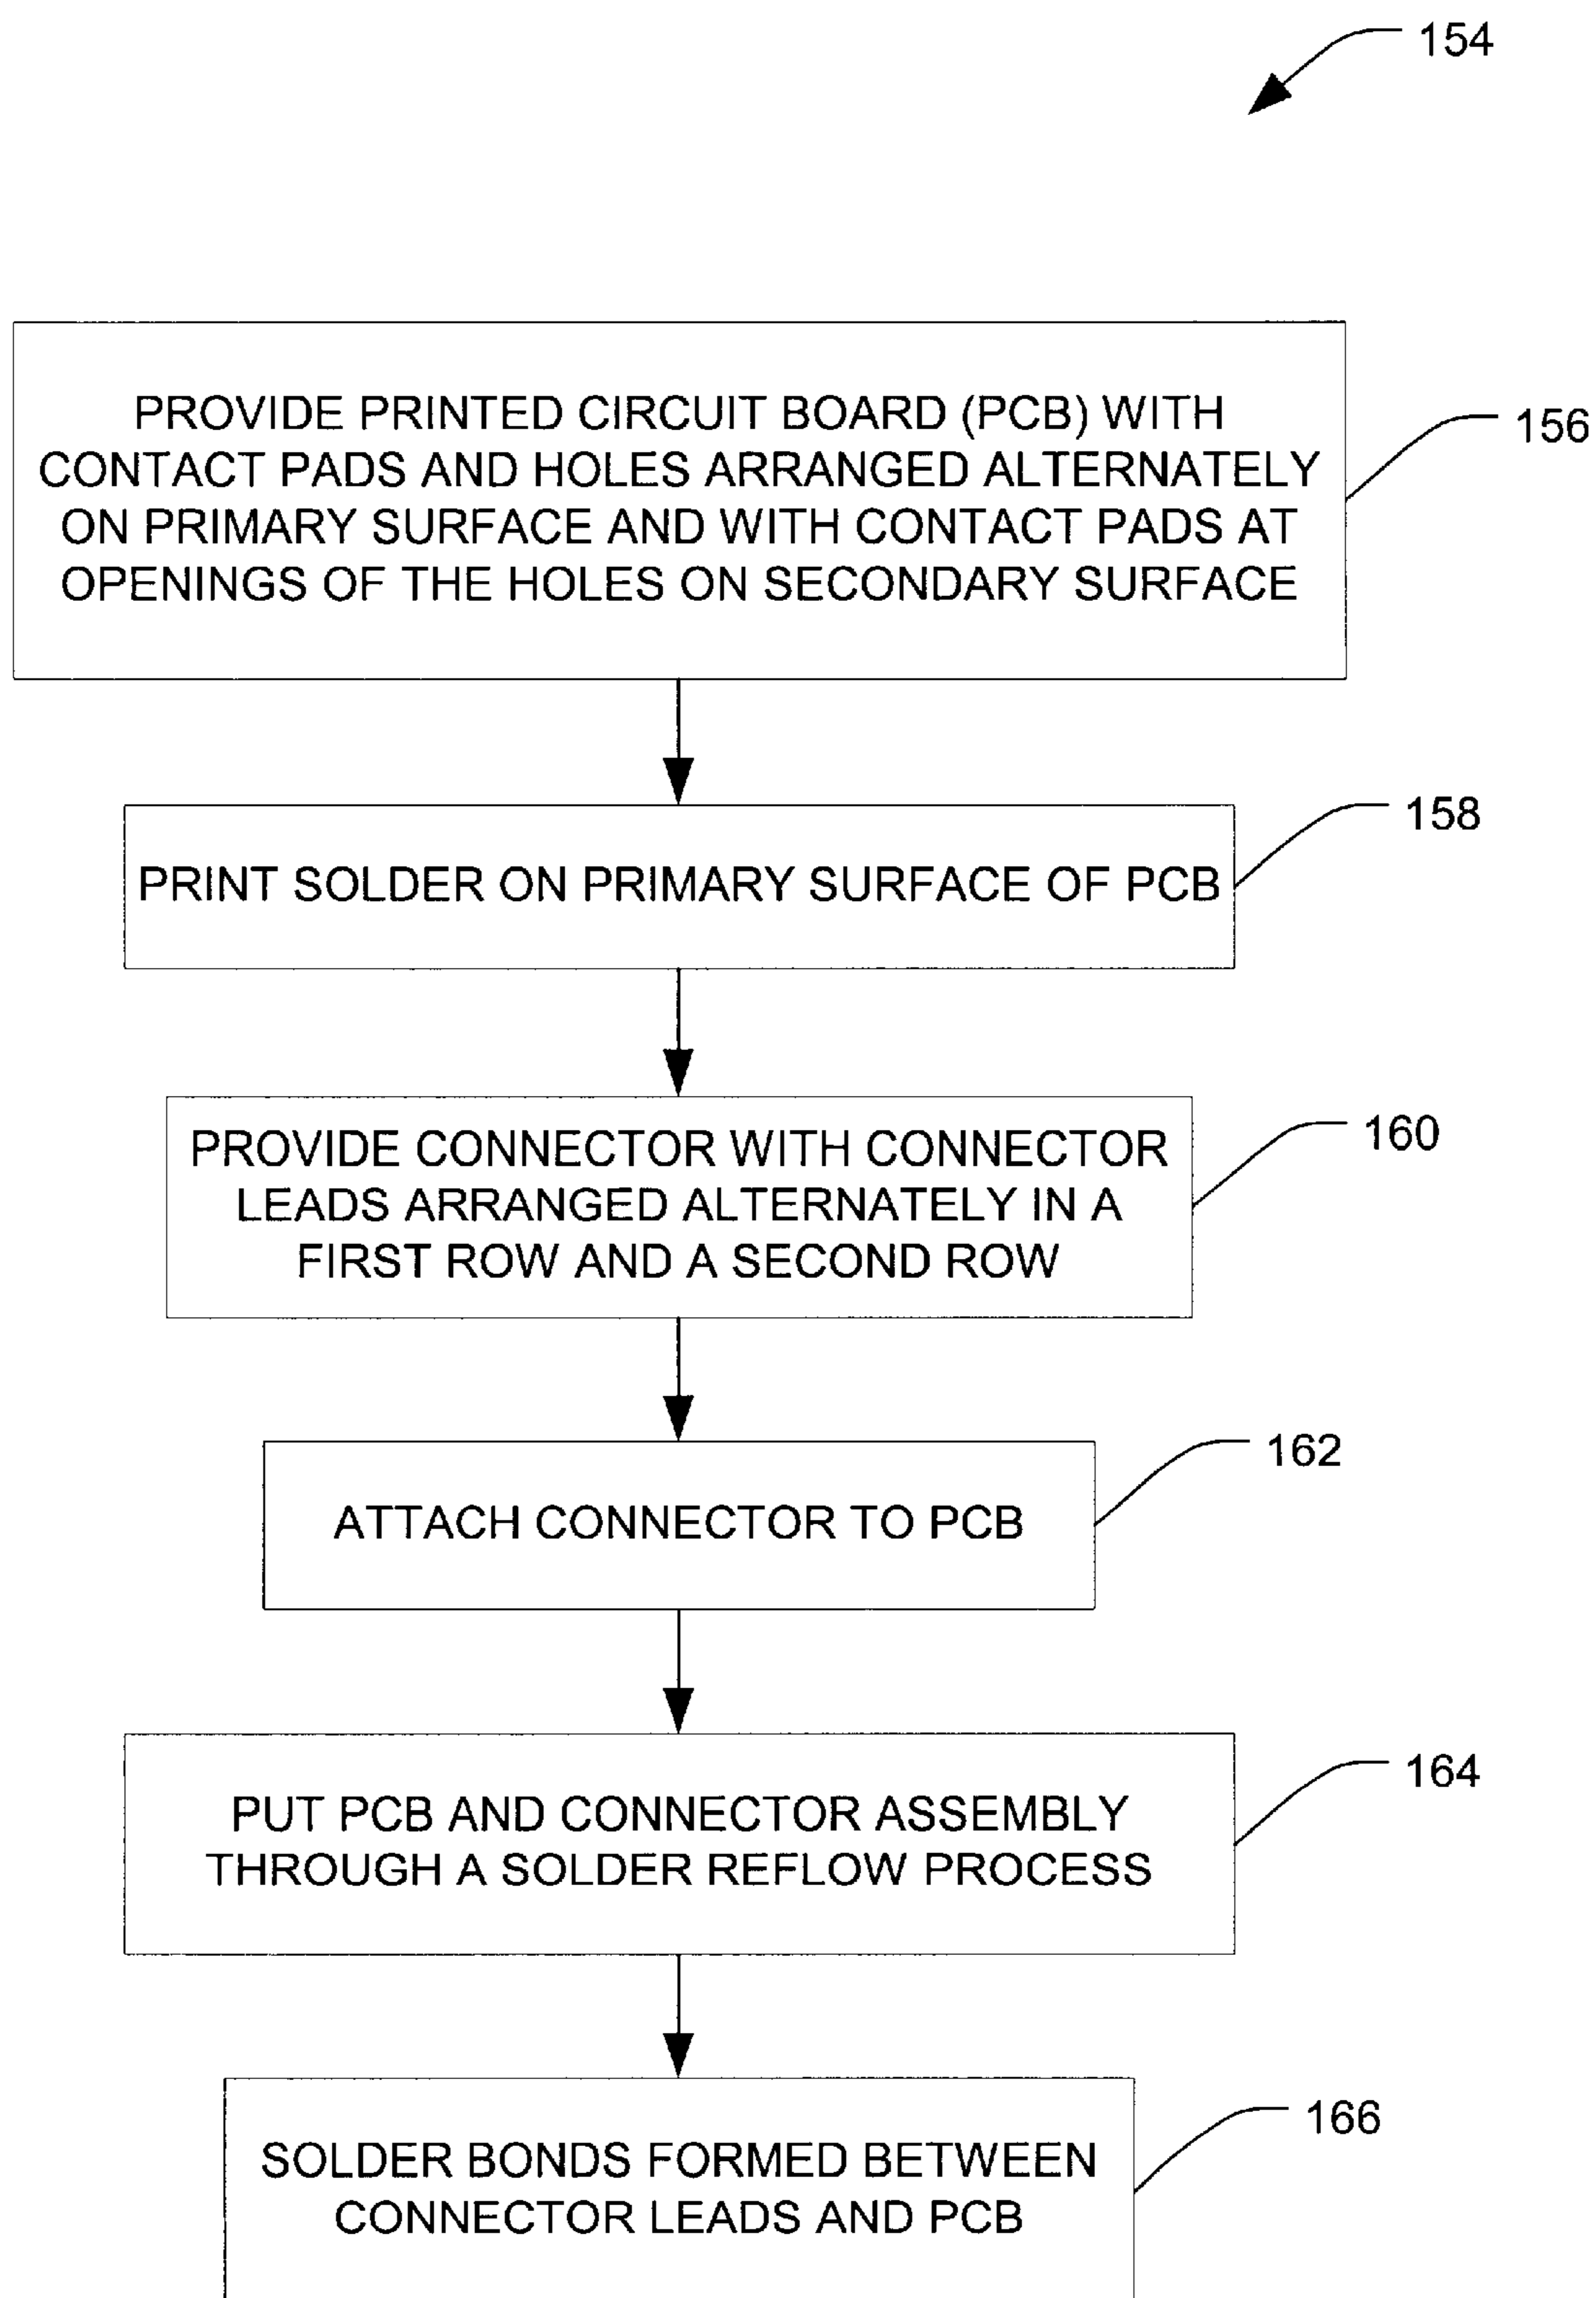 154
PROVIDE PRINTED CIRCUIT BOARD (PCB) WITH
CONTACT PADS AND HOLES ARRANGED ALTERNATELY
ON PRIMARY SURFACE AND WITH CONTACT PADS AT
OPENINGS OF THE HOLES ON SECONDARY SURFACE
156
PRINT SOLDER ON PRIMARY SURFACE OF PCB
158
PROVIDE CONNECTOR WITH CONNECTOR
LEADS ARRANGED ALTERNATELY IN A
FIRST ROW AND A SECOND ROW
160
ATTACH CONNECTOR TO PCB
162
PUT PCB AND CONNECTOR ASSEMBLY
THROUGH A SOLDER REFLOW PROCESS
164
SOLDER BONDS FORMED BETWEEN
CONNECTOR LEADS AND PCB
166